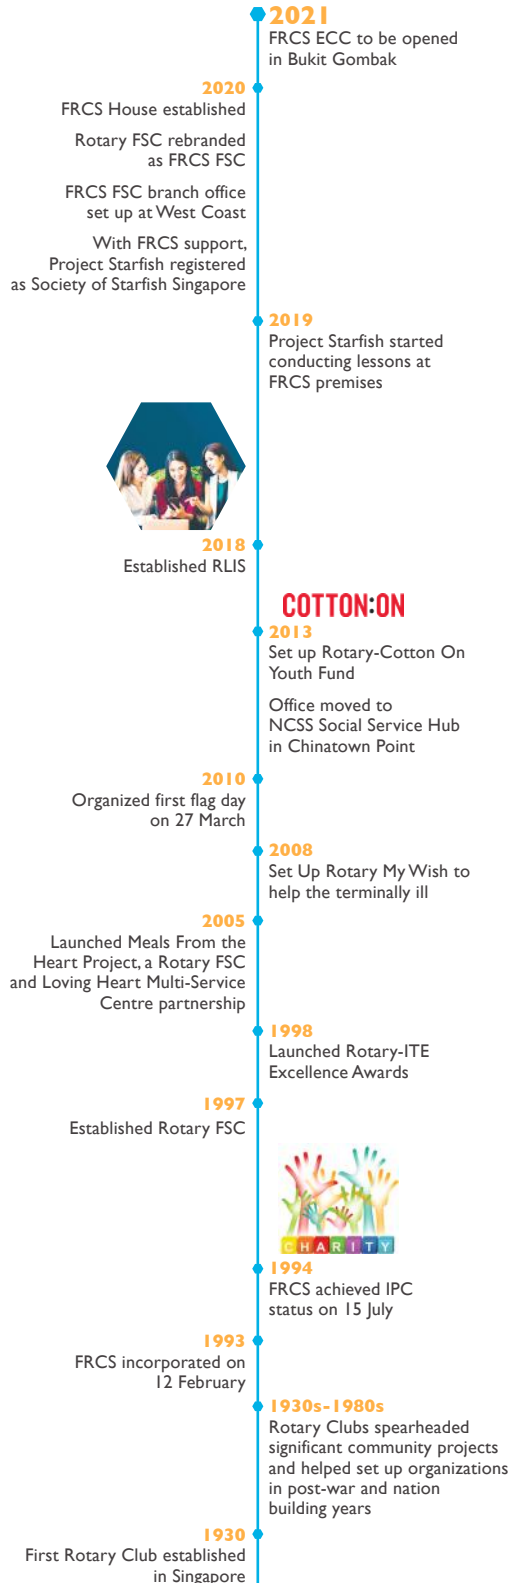 2021
FRCS ECC to be opened
in Bukit Gombak
2020
FRCS House established
Rotary FSC rebranded
as FRCS FSC
FRCS FSC branch office
set up at West Coast
With FRCS support,
Project Starfish registered
as Society of Starfish Singapore
2019
Project Starfish started
conducting lessons at
FRCS premises
2018
Established RLIS
COTTON:ON
2013
Set up Rotary-Cotton On
Youth Fund
Office moved to
NCSS Social Service Hub
in Chinatown Point
2010
Organized first flag day
on 27 March
2008
Set Up Rotary My Wish to
help the terminally ill
2005
Launched Meals From the
Heart Project, a Rotary FSC
and Loving Heart Multi-Service
Centre partnership
1998
Launched Rotary-ITE
Excellence Awards
1997
Established Rotary FSC
CHARITY
1994
FRCS achieved IPC
status on 15 July
1993
FRCS incorporated on
12 February
1930s-1980s
Rotary Clubs spearheaded
significant community projects
and helped set up organizations
in post-war and nation
building years
1930
First Rotary Club established
in Singapore